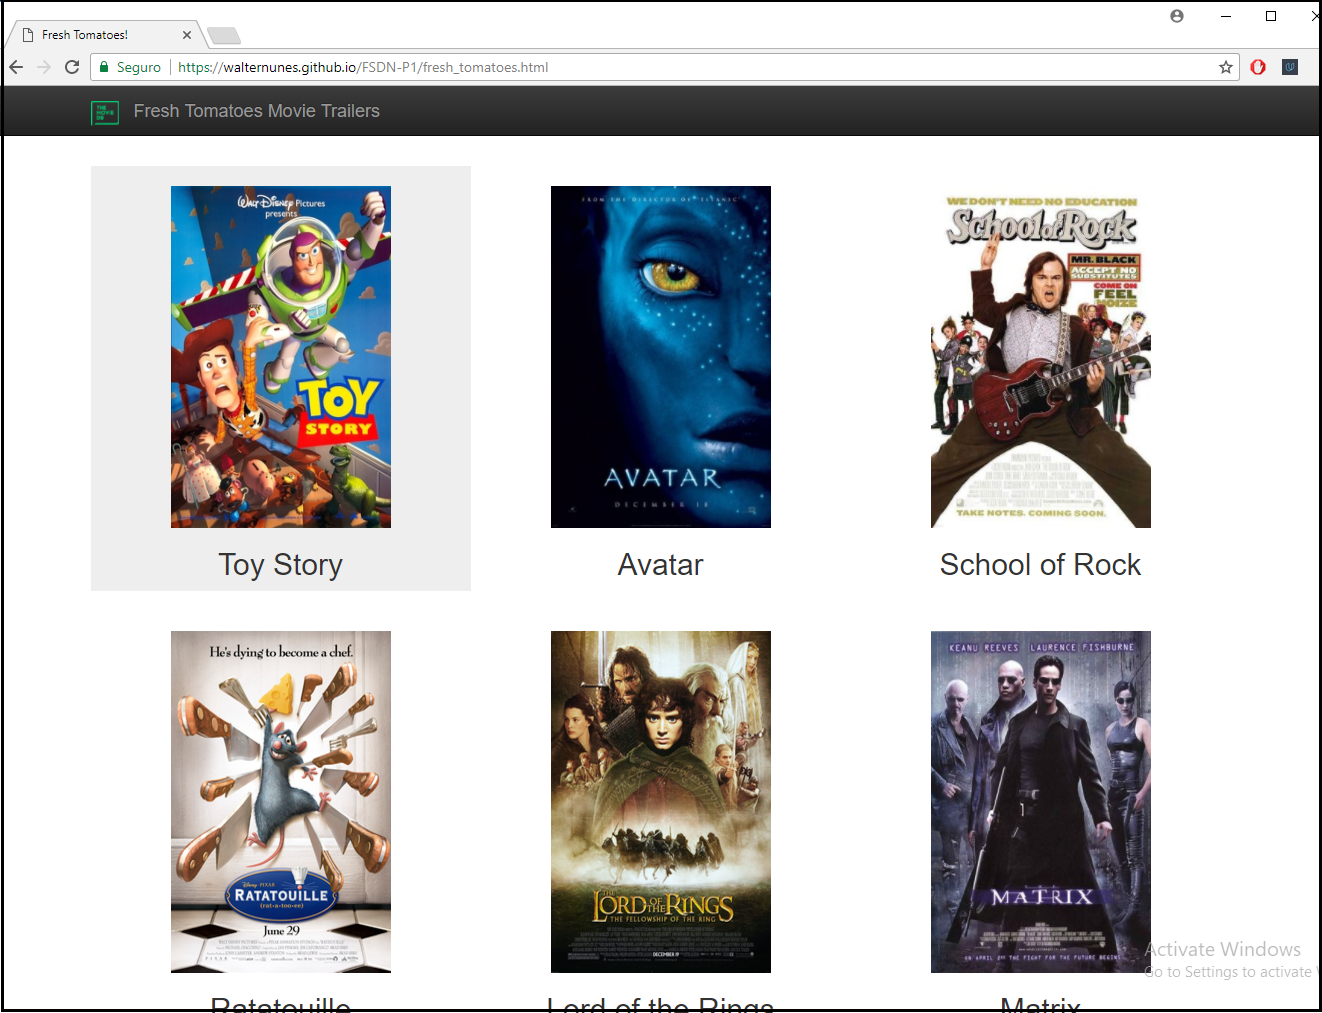 Fresh Tomatoes!
Seguro
https://walternunes.github.io/FSDN-P1/fresh_tomatoes.html
THE MOVIE DB
Fresh Tomatoes Movie Trailers
WALT DISNEY Pictures
presents
TOY
STORY
FROM THE DIRECTOR OF "TITANIC"
AVATAR
DECEMBER 18
WE DON'T NEED NO EDUCATION
School of Rock
MR. BLACK
ACCEPT NO
SUBSTITUTES
COME ON
FEEL
NOIZE
TAKE NOTES. COMING SOON.
Toy Story
Avatar
School of Rock
He's dying to become a chef.
DISNEY · PIXAR
RATATOUILLE
(rat·a·too·ee)
June 29
THE
LORD OF THE RINGS
THE FELLOWSHIP OF THE RING
DECEMBER 19
KEANU REEVES LAURENCE FISHBURNE
MATRIX
ON APRIL 2ND THE FIGHT FOR THE FUTURE BEGINS
Activate Windows
Go to Settings to activate
Ratatouille
Lord of the Rings
Matrix